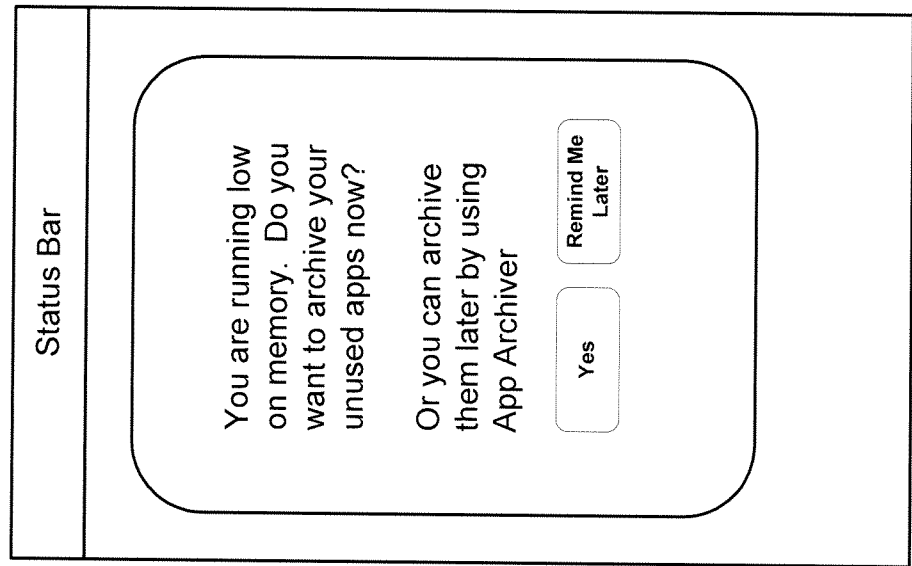 Status Bar
You are running low
on memory.  Do you
want to archive your
unused apps now?
Or you can archive
them later by using
App Archiver
Yes
Remind Me
Later